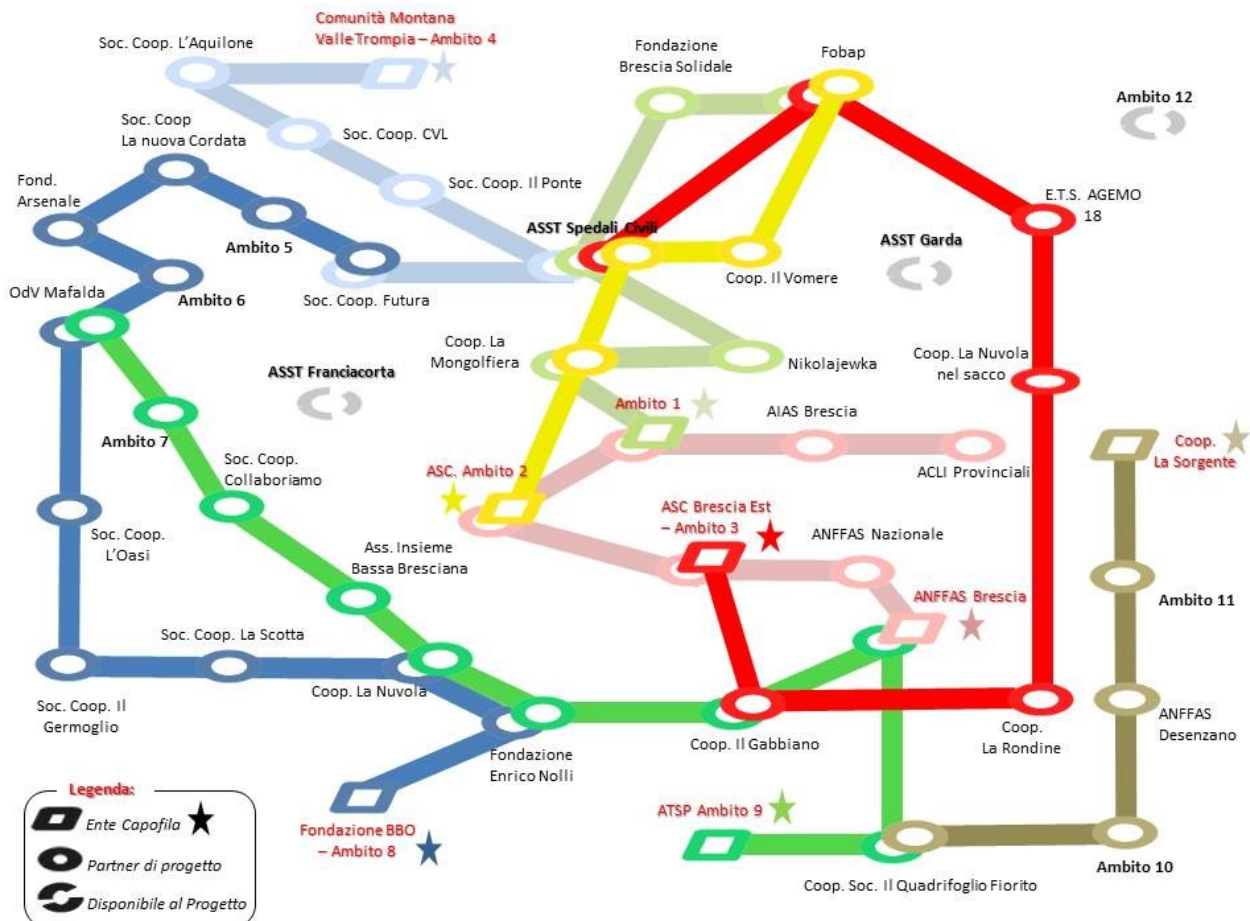 Comunità Montana
Valle Trompia – Ambito 4
Soc. Coop. L'Aquilone
Fondazione
Brescia Solidale
Fobap
Ambito 12
Soc. Coop
La nuova Cordata
Soc. Coop. CVL
Fond.
Arsenale
Soc. Coop. Il Ponte
E.T.S. AGEMO
18
ASST Spedali Civili
Ambito 5
ASST Garda
Coop. Il Vomere
OdV Mafalda
Ambito 6
Soc. Coop. Futura
Coop. La
Mongolfiera
Nikolajewka
Coop. La Nuvola
nel sacco
ASST Franciacorta
Ambito 1
AIAS Brescia
Ambito 7
Coop.
La Sorgente
Soc. Coop.
Collaboriamo
ASC. Ambito 2
ACLI Provinciali
ASC Brescia Est
– Ambito 3
ANFFAS Nazionale
Soc. Coop.
L'Oasi
Ass. Insieme
Bassa Bresciana
ANFFAS Brescia
Ambito 11
Soc. Coop. La Scotta
Coop. La Nuvola
Soc. Coop. Il
Germoglio
ANFFAS
Desenzano
Coop. Il Gabbiano
Coop.
La Rondine
Fondazione
Enrico Nolli
Legenda:
Ente Capofila
Partner di progetto
Disponibile al Progetto
Fondazione BBO
– Ambito 8
ATSP Ambito 9
Ambito 10
Coop. Soc. Il Quadrifoglio Fiorito